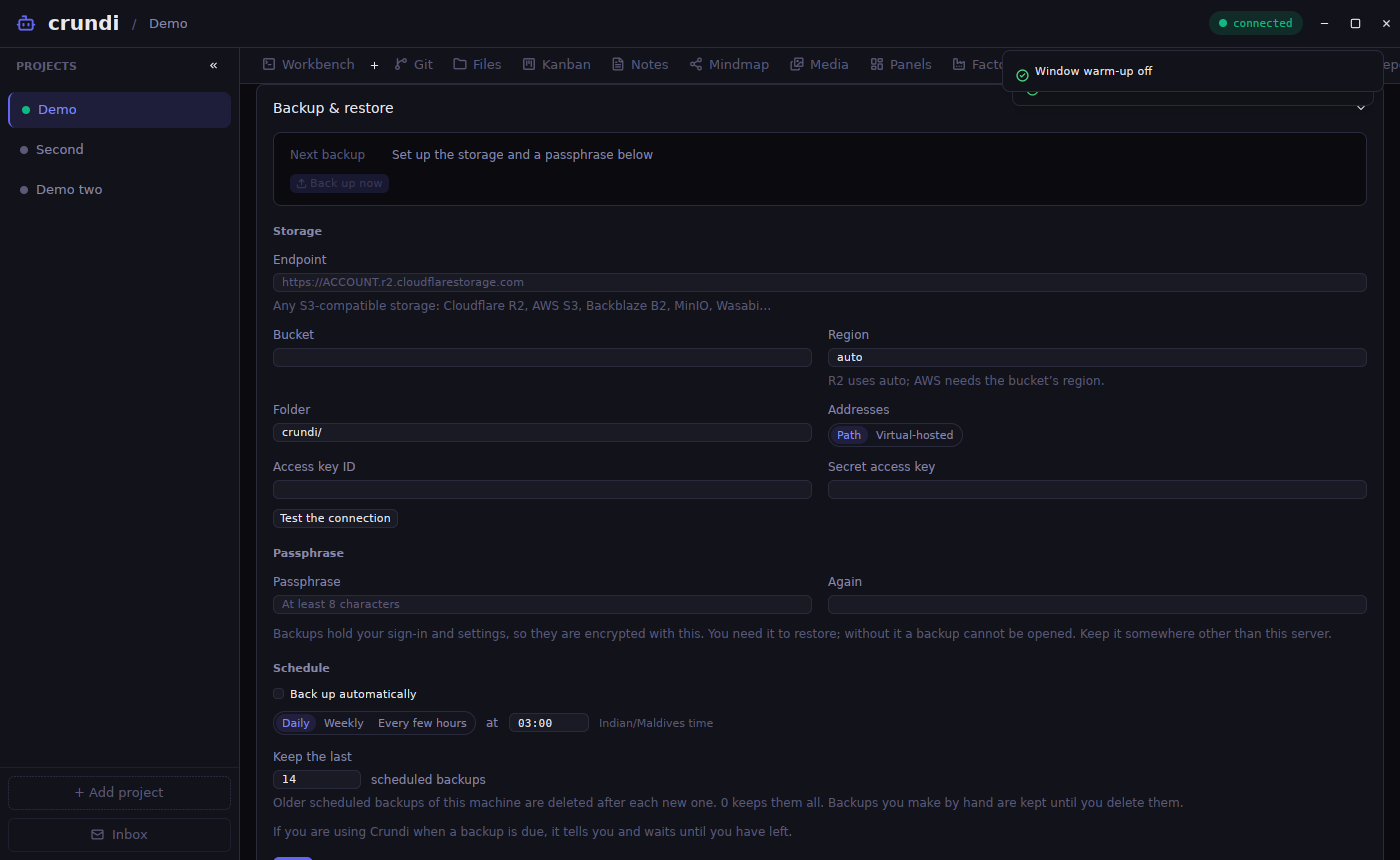 crundi / Demo
connected
PROJECTS «
Workbench + Git Files Kanban Notes Mindmap Media Panels
Window warm-up off
Demo
Second
Demo two
Backup & restore
Next backup Set up the storage and a passphrase below
Back up now
Storage
Endpoint
https://ACCOUNT.r2.cloudflarestorage.com
Any S3-compatible storage: Cloudflare R2, AWS S3, Backblaze B2, MinIO, Wasabi…
Bucket Region
auto
R2 uses auto; AWS needs the bucket’s region.
Folder Addresses
crundi/ Path Virtual-hosted
Access key ID Secret access key
Test the connection
Passphrase
Passphrase Again
At least 8 characters
Backups hold your sign-in and settings, so they are encrypted with this. You need it to restore; without it a backup cannot be opened. Keep it somewhere other than this server.
Schedule
Back up automatically
Daily Weekly Every few hours at 03:00 Indian/Maldives time
Keep the last
14 scheduled backups
Older scheduled backups of this machine are deleted after each new one. 0 keeps them all. Backups you make by hand are kept until you delete them.
If you are using Crundi when a backup is due, it tells you and waits until you have left.
+ Add project
Inbox